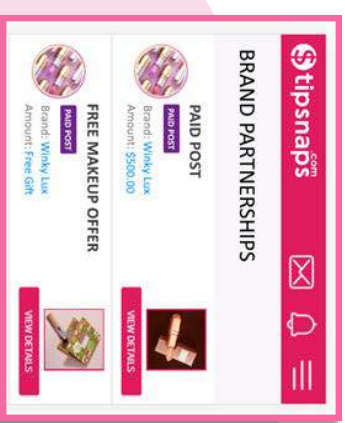 tipsnaps.com
BRAND PARTNERSHIPS
PAID POST
PAID POST
Brand: Winky Lux
Amount: $500.00
VIEW DETAILS
FREE MAKEUP OFFER
PAID POST
Brand: Winky Lux
Amount: Free Gift
VIEW DETAILS